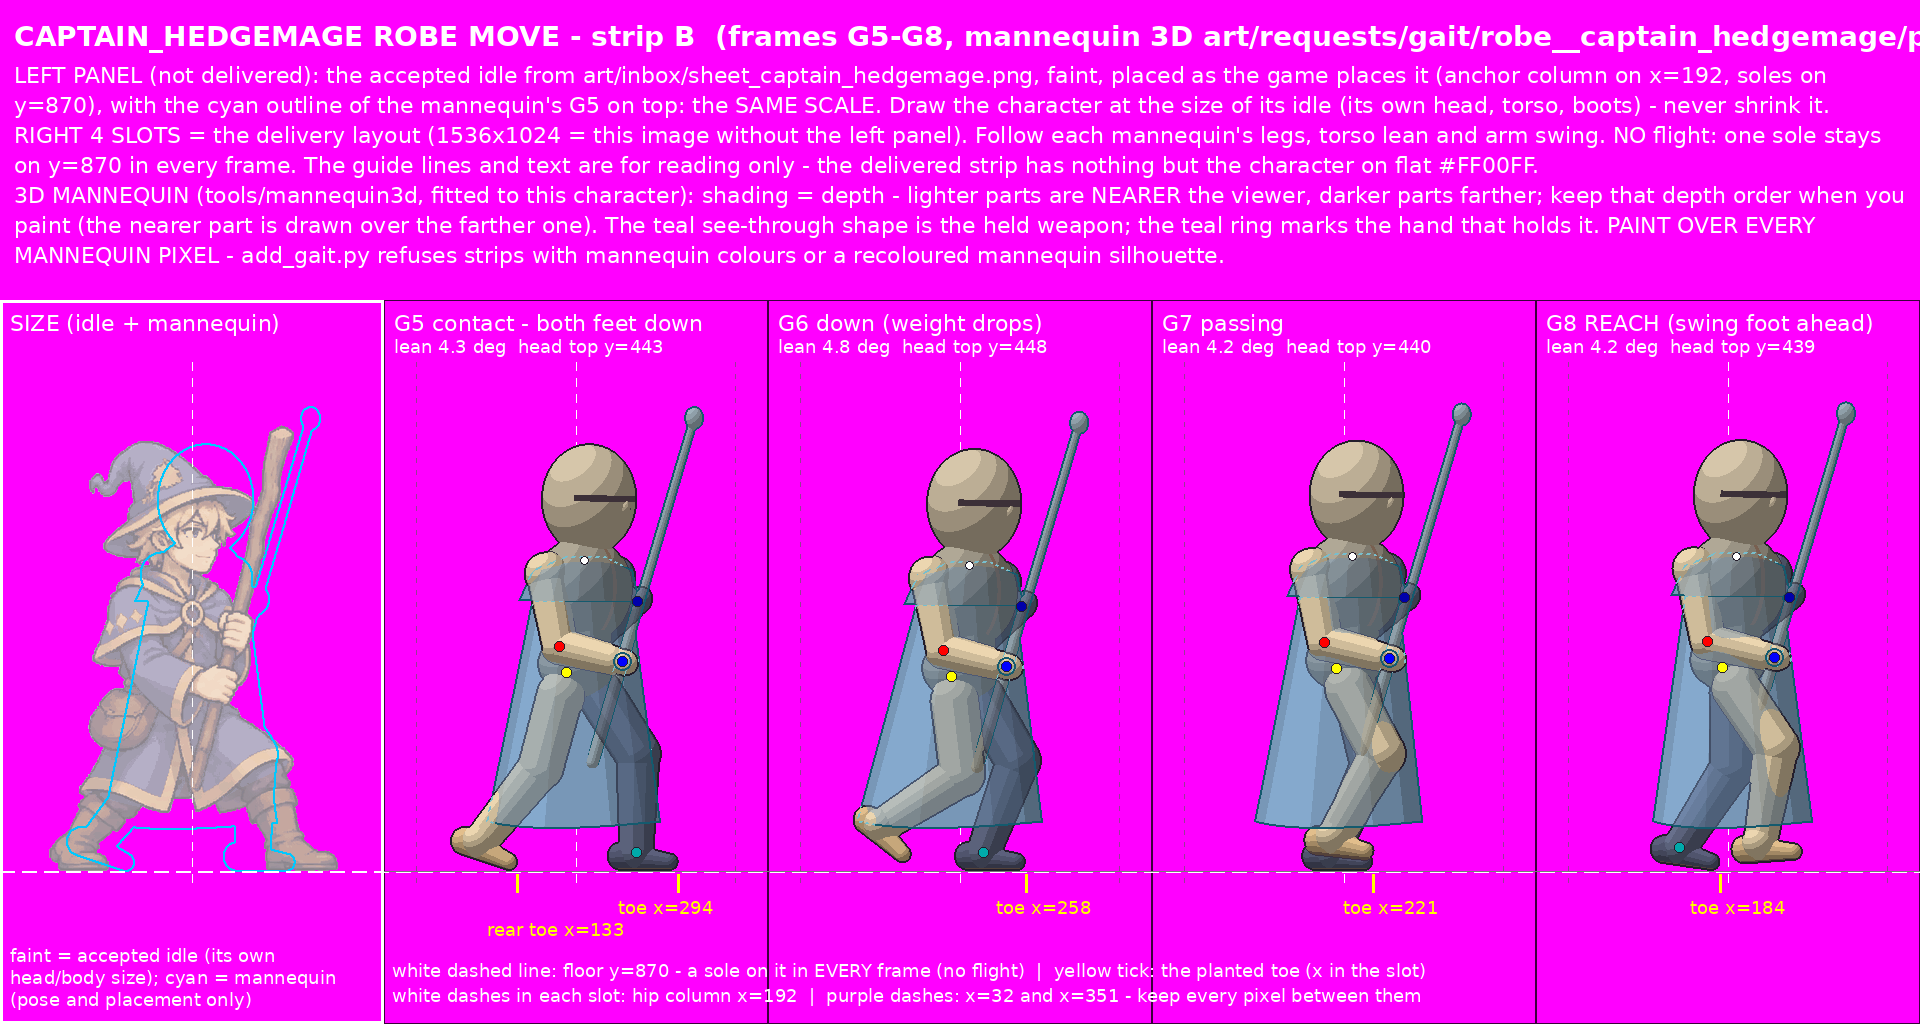 CAPTAIN_HEDGEMAGE ROBE MOVE - strip B (frames G5-G8, mannequin 3D art/requests/gait/robe__captain_hedgemage/p
LEFT PANEL (not delivered): the accepted idle from art/inbox/sheet_captain_hedgemage.png, faint, placed as the game places it (anchor column on x=192, soles on
y=870), with the cyan outline of the mannequin's G5 on top: the SAME SCALE. Draw the character at the size of its idle (its own head, torso, boots) - never shrink it.
RIGHT 4 SLOTS = the delivery layout (1536x1024 = this image without the left panel). Follow each mannequin's legs, torso lean and arm swing. NO flight: one sole stays
on y=870 in every frame. The guide lines and text are for reading only - the delivered strip has nothing but the character on flat #FF00FF.
3D MANNEQUIN (tools/mannequin3d, fitted to this character): shading = depth - lighter parts are NEARER the viewer, darker parts farther; keep that depth order when you
paint (the nearer part is drawn over the farther one). The teal see-through shape is the held weapon; the teal ring marks the hand that holds it. PAINT OVER EVERY
MANNEQUIN PIXEL - add_gait.py refuses strips with mannequin colours or a recoloured mannequin silhouette.
SIZE (idle + mannequin)
G5 contact - both feet down
lean 4.3 deg head top y=443
G6 down (weight drops)
lean 4.8 deg head top y=448
G7 passing
lean 4.2 deg head top y=440
G8 REACH (swing foot ahead)
lean 4.2 deg head top y=439
toe x=294
rear toe x=133
toe x=258
toe x=221
toe x=184
faint = accepted idle (its own
head/body size); cyan = mannequin
(pose and placement only)
white dashed line: floor y=870 - a sole on it in EVERY frame (no flight) | yellow tick: the planted toe (x in the slot)
white dashes in each slot: hip column x=192 | purple dashes: x=32 and x=351 - keep every pixel between them